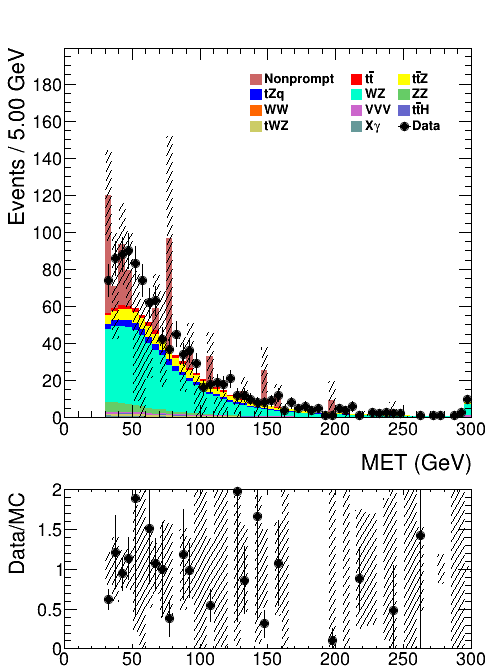 Events / 5.00 GeV
180
160
140
120
100
80
60
40
20
0
Nonprompt tt̄ tt̄Z
tZq WZ ZZ
WW VVV tt̄H
tWZ Xγ Data
0 50 100 150 200 250 300
MET (GeV)
Data/MC
2
1.5
1
0.5
0
0 50 100 150 200 250 300